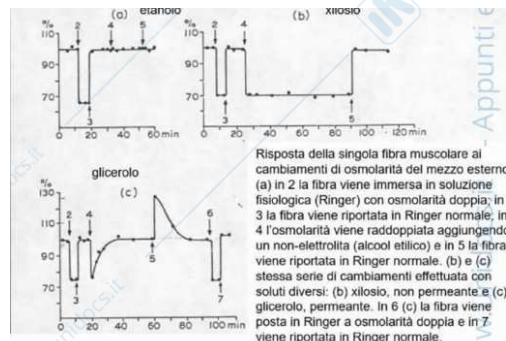 (a) etanolo
(b) xilosio
%
110
90
70
2 4 5
3
0 20 40 60 min
%
110
90
70
2 4
3 5
0 20 40 60 80 100 120 min
glicerolo
(c)
%
130
110
90
70
2 4 6
3 5 7
0 20 40 60 80 100 min
Risposta della singola fibra muscolare ai
cambiamenti di osmolarità del mezzo esterno
(a) in 2 la fibra viene immersa in soluzione
fisiologica (Ringer) con osmolarità doppia; in
3 la fibra viene riportata in Ringer normale; in
4 l'osmolarità viene raddoppiata aggiungendo
un non-elettrolita (alcool etilico) e in 5 la fibra
viene riportata in Ringer normale. (b) e (c)
stessa serie di cambiamenti effettuata con
soluti diversi: (b) xilosio, non permeante e (c)
glicerolo, permeante. In 6 (c) la fibra viene
posta in Ringer a osmolarità doppia e in 7
viene riportata in Ringer normale.
- Appunti e